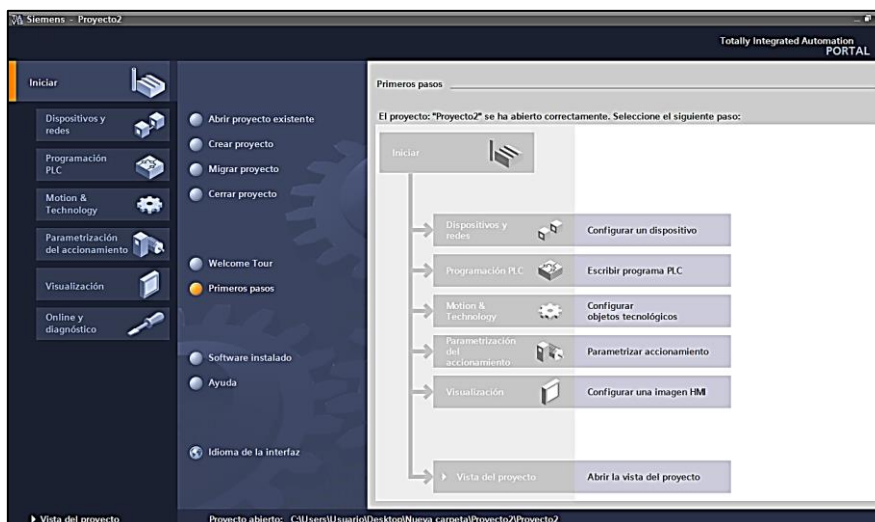 Siemens - Proyecto2
Totally Integrated Automation
PORTAL
Iniciar
Dispositivos y
redes
Programación
PLC
Motion &
Technology
Parametrización
del accionamiento
Visualización
Online y
diagnóstico
Abrir proyecto existente
Crear proyecto
Migrar proyecto
Cerrar proyecto
Welcome Tour
Primeros pasos
Software instalado
Ayuda
Idioma de la interfaz
Primeros pasos
El proyecto: "Proyecto2" se ha abierto correctamente. Seleccione el siguiente paso:
Iniciar
Dispositivos y
redes
Configurar un dispositivo
Programación PLC
Escribir programa PLC
Motion &
Technology
Configurar
objetos tecnológicos
Parametrización
del
accionamiento
Parametrizar accionamiento
Visualización
Configurar una imagen HMI
Vista del proyecto
Abrir la vista del proyecto
Vista del proyecto
Proyecto abierto: C:\Users\Usuario\Desktop\Nueva carpeta\Proyecto2\Proyecto2